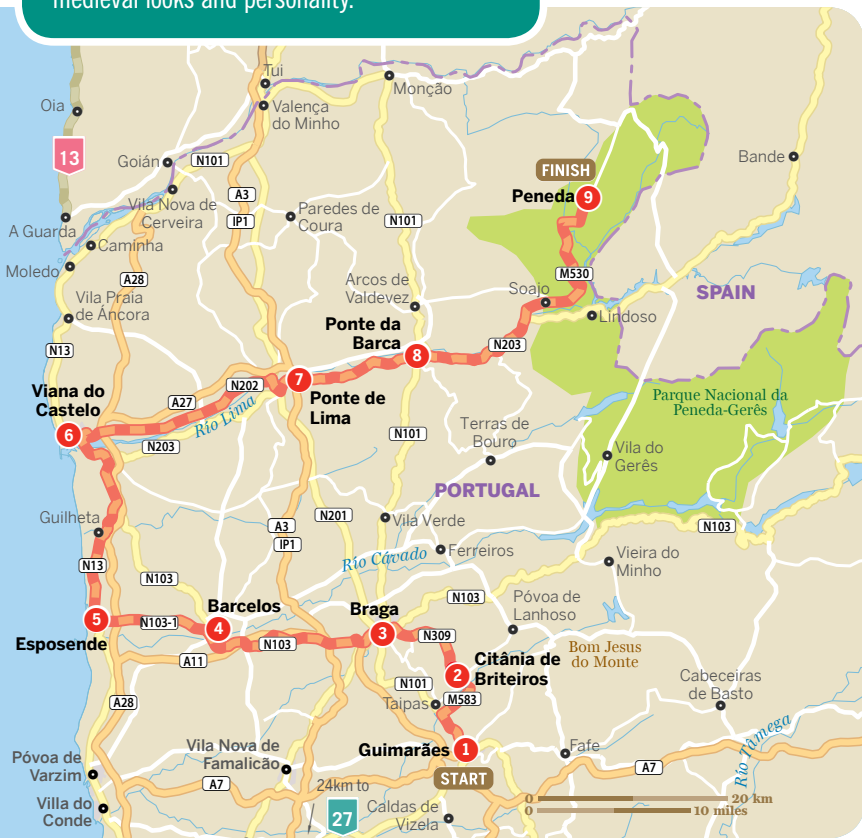 medieval looks and personality.
Tui
Monção
Oia
Valença
do Minho
13
Goián
N101
Bande
FINISH
A3
Peneda 9
Vila Nova de
Cerveira
IP1
Paredes de
Coura
N101
A Guarda
Caminha
Moledo
A28
M530
Arcos de
Valdevez
Soajo
SPAIN
Vila Praia
de Âncora
Lindoso
Ponte da
Barca
N13
8
N203
Viana do
Castelo
N202
7
Ponte de
Lima
A27
Parque Nacional da
Peneda-Gerês
6
Río Lima
N203
N101
Terras de
Bouro
Vila do
Gerês
PORTUGAL
Guilheta
N201
Vila Verde
A3
N103
IP1
Río Cávado
Ferreiros
Vieira do
Minho
N13
N103
N103
Póvoa de
Lanhoso
Barcelos
Braga
5
N103-1
4
3
N309
Esposende
N103
Bom Jesus
do Monte
A11
2
Citânia de
Briteiros
N101
M583
Cabeceiras
de Basto
A28
Taipas
Río Tâmega
Guimarães 1
Vila Nova de
Famalicão
Fafe
START
Póvoa de
Varzim
A7
A7
24km to
27
Caldas de
Vizela
Villa do
Conde
0 20 km
0 10 miles